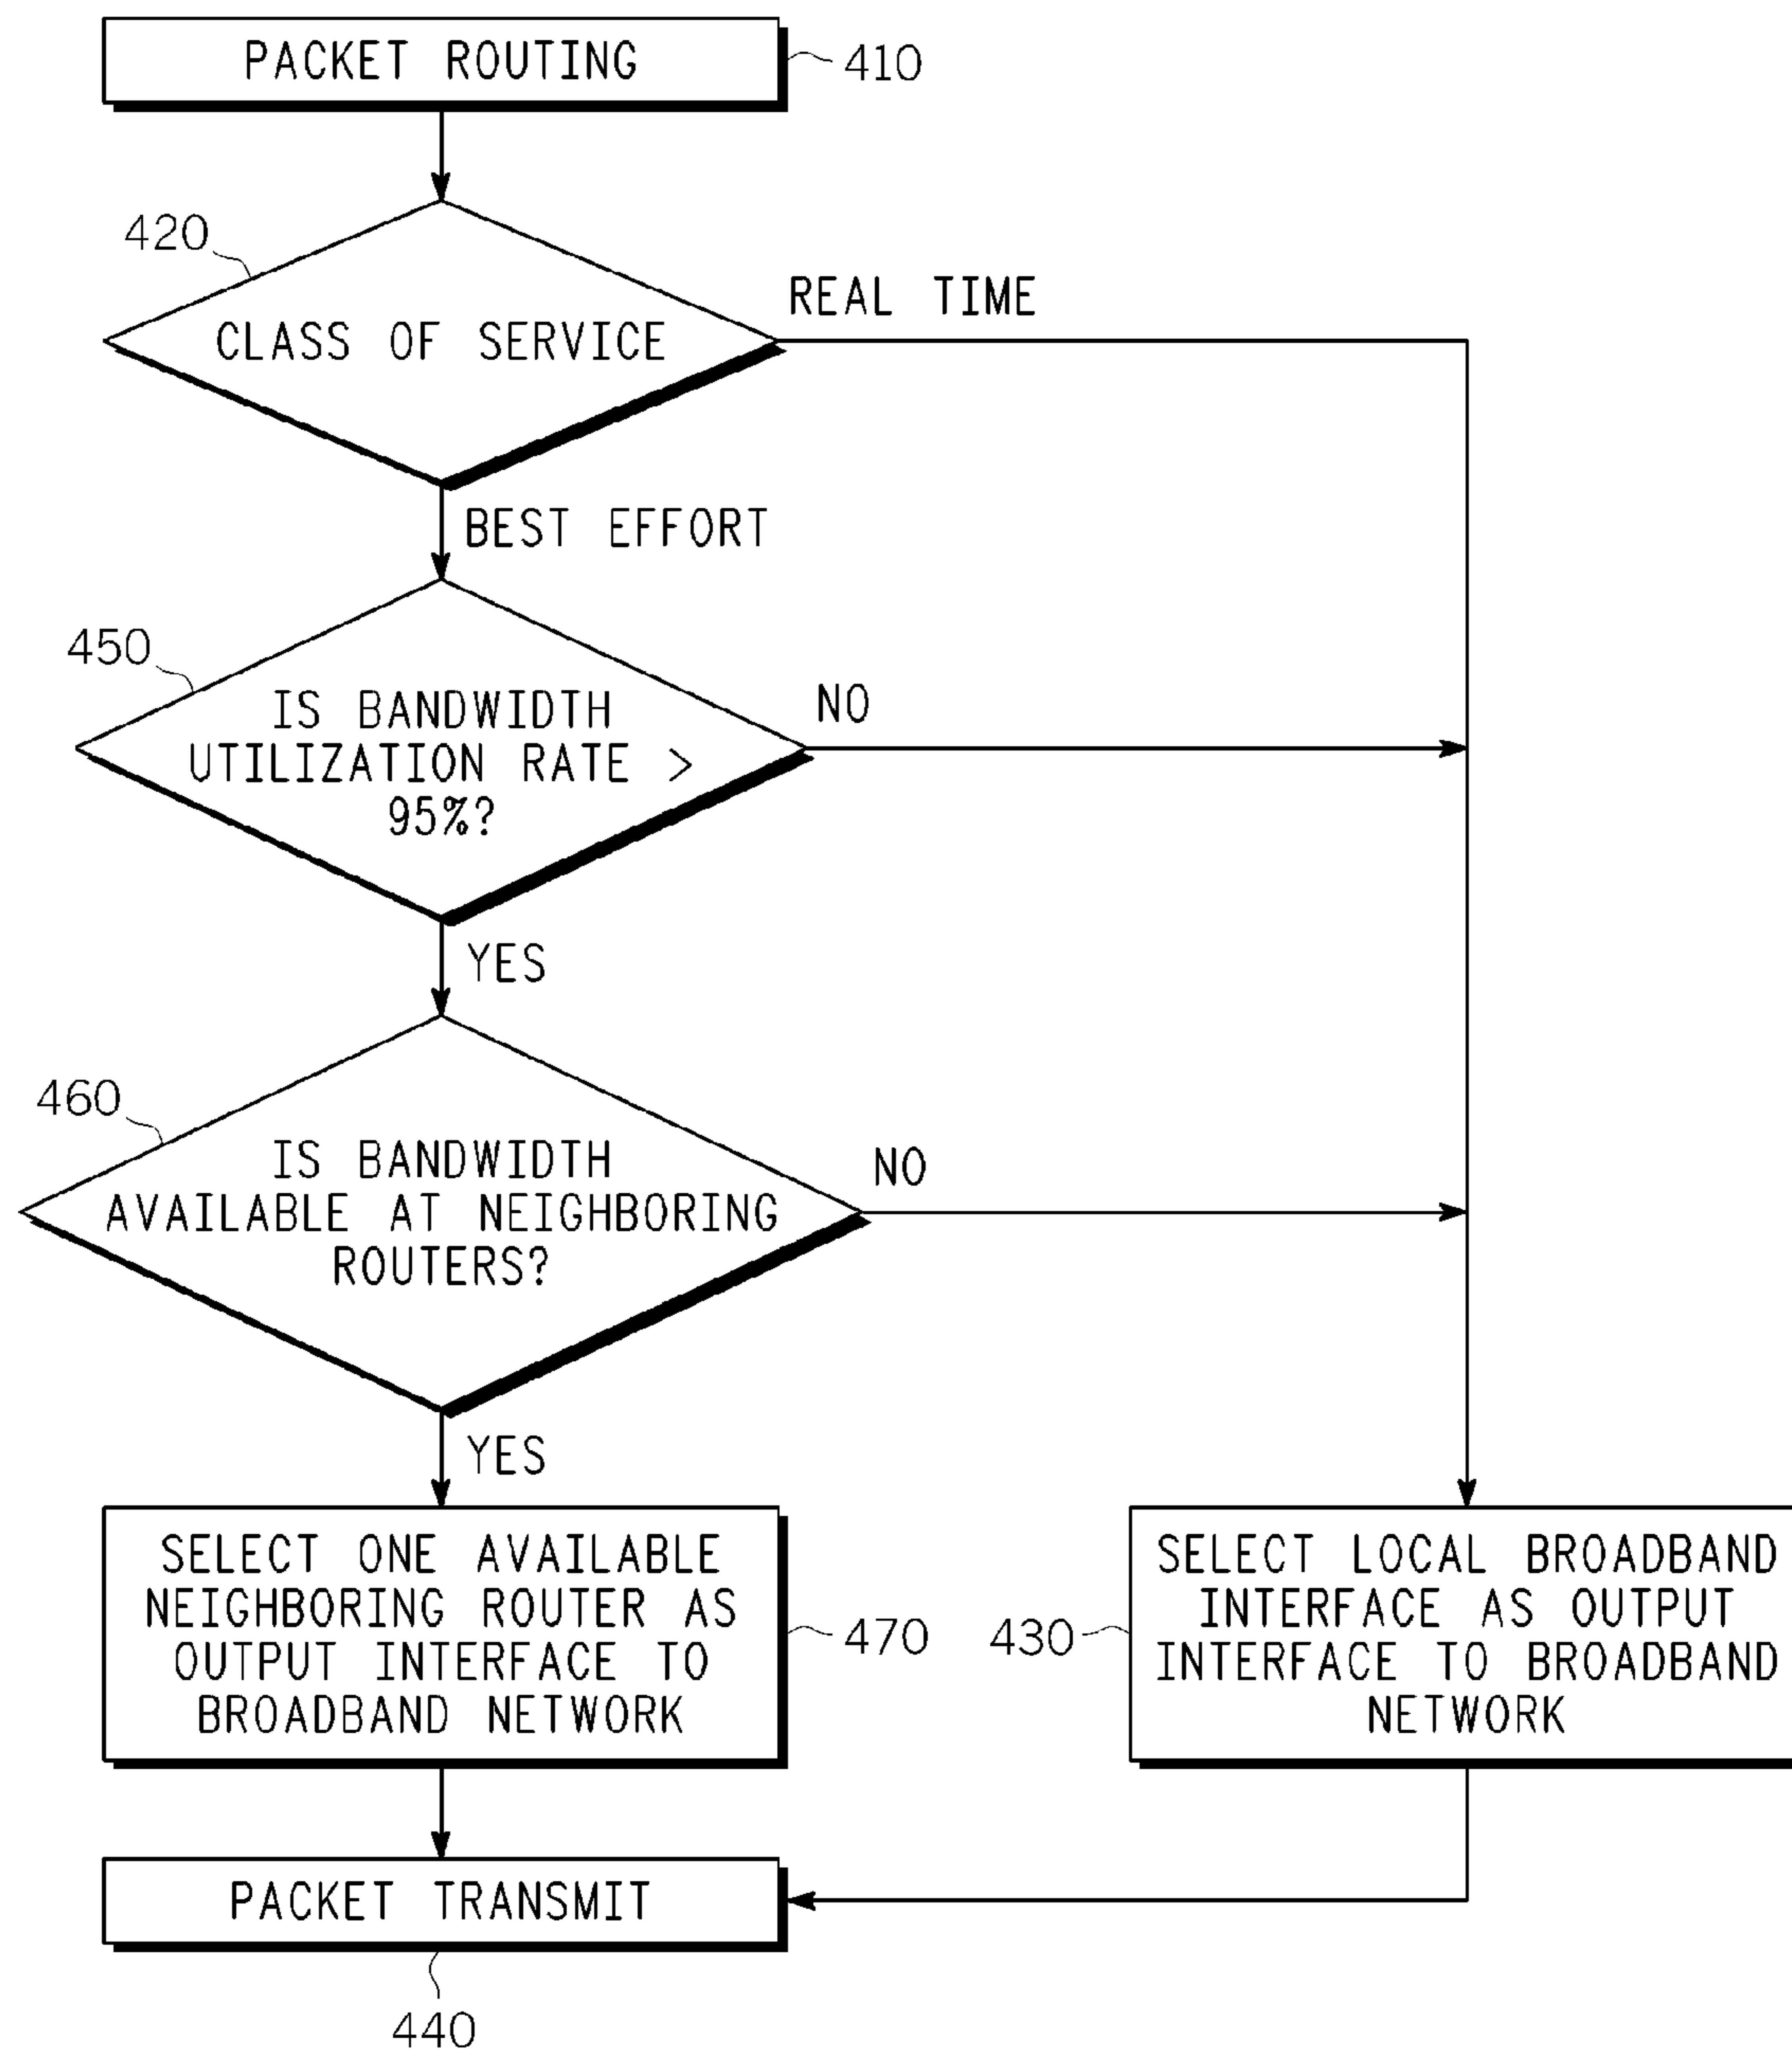 PACKET ROUTING
410
420
CLASS OF SERVICE
REAL TIME
BEST EFFORT
450
IS BANDWIDTH
UTILIZATION RATE >
95%?
NO
YES
460
IS BANDWIDTH
AVAILABLE AT NEIGHBORING
ROUTERS?
NO
YES
SELECT ONE AVAILABLE
NEIGHBORING ROUTER AS
OUTPUT INTERFACE TO
BROADBAND NETWORK
470
430
SELECT LOCAL BROADBAND
INTERFACE AS OUTPUT
INTERFACE TO BROADBAND
NETWORK
PACKET TRANSMIT
440